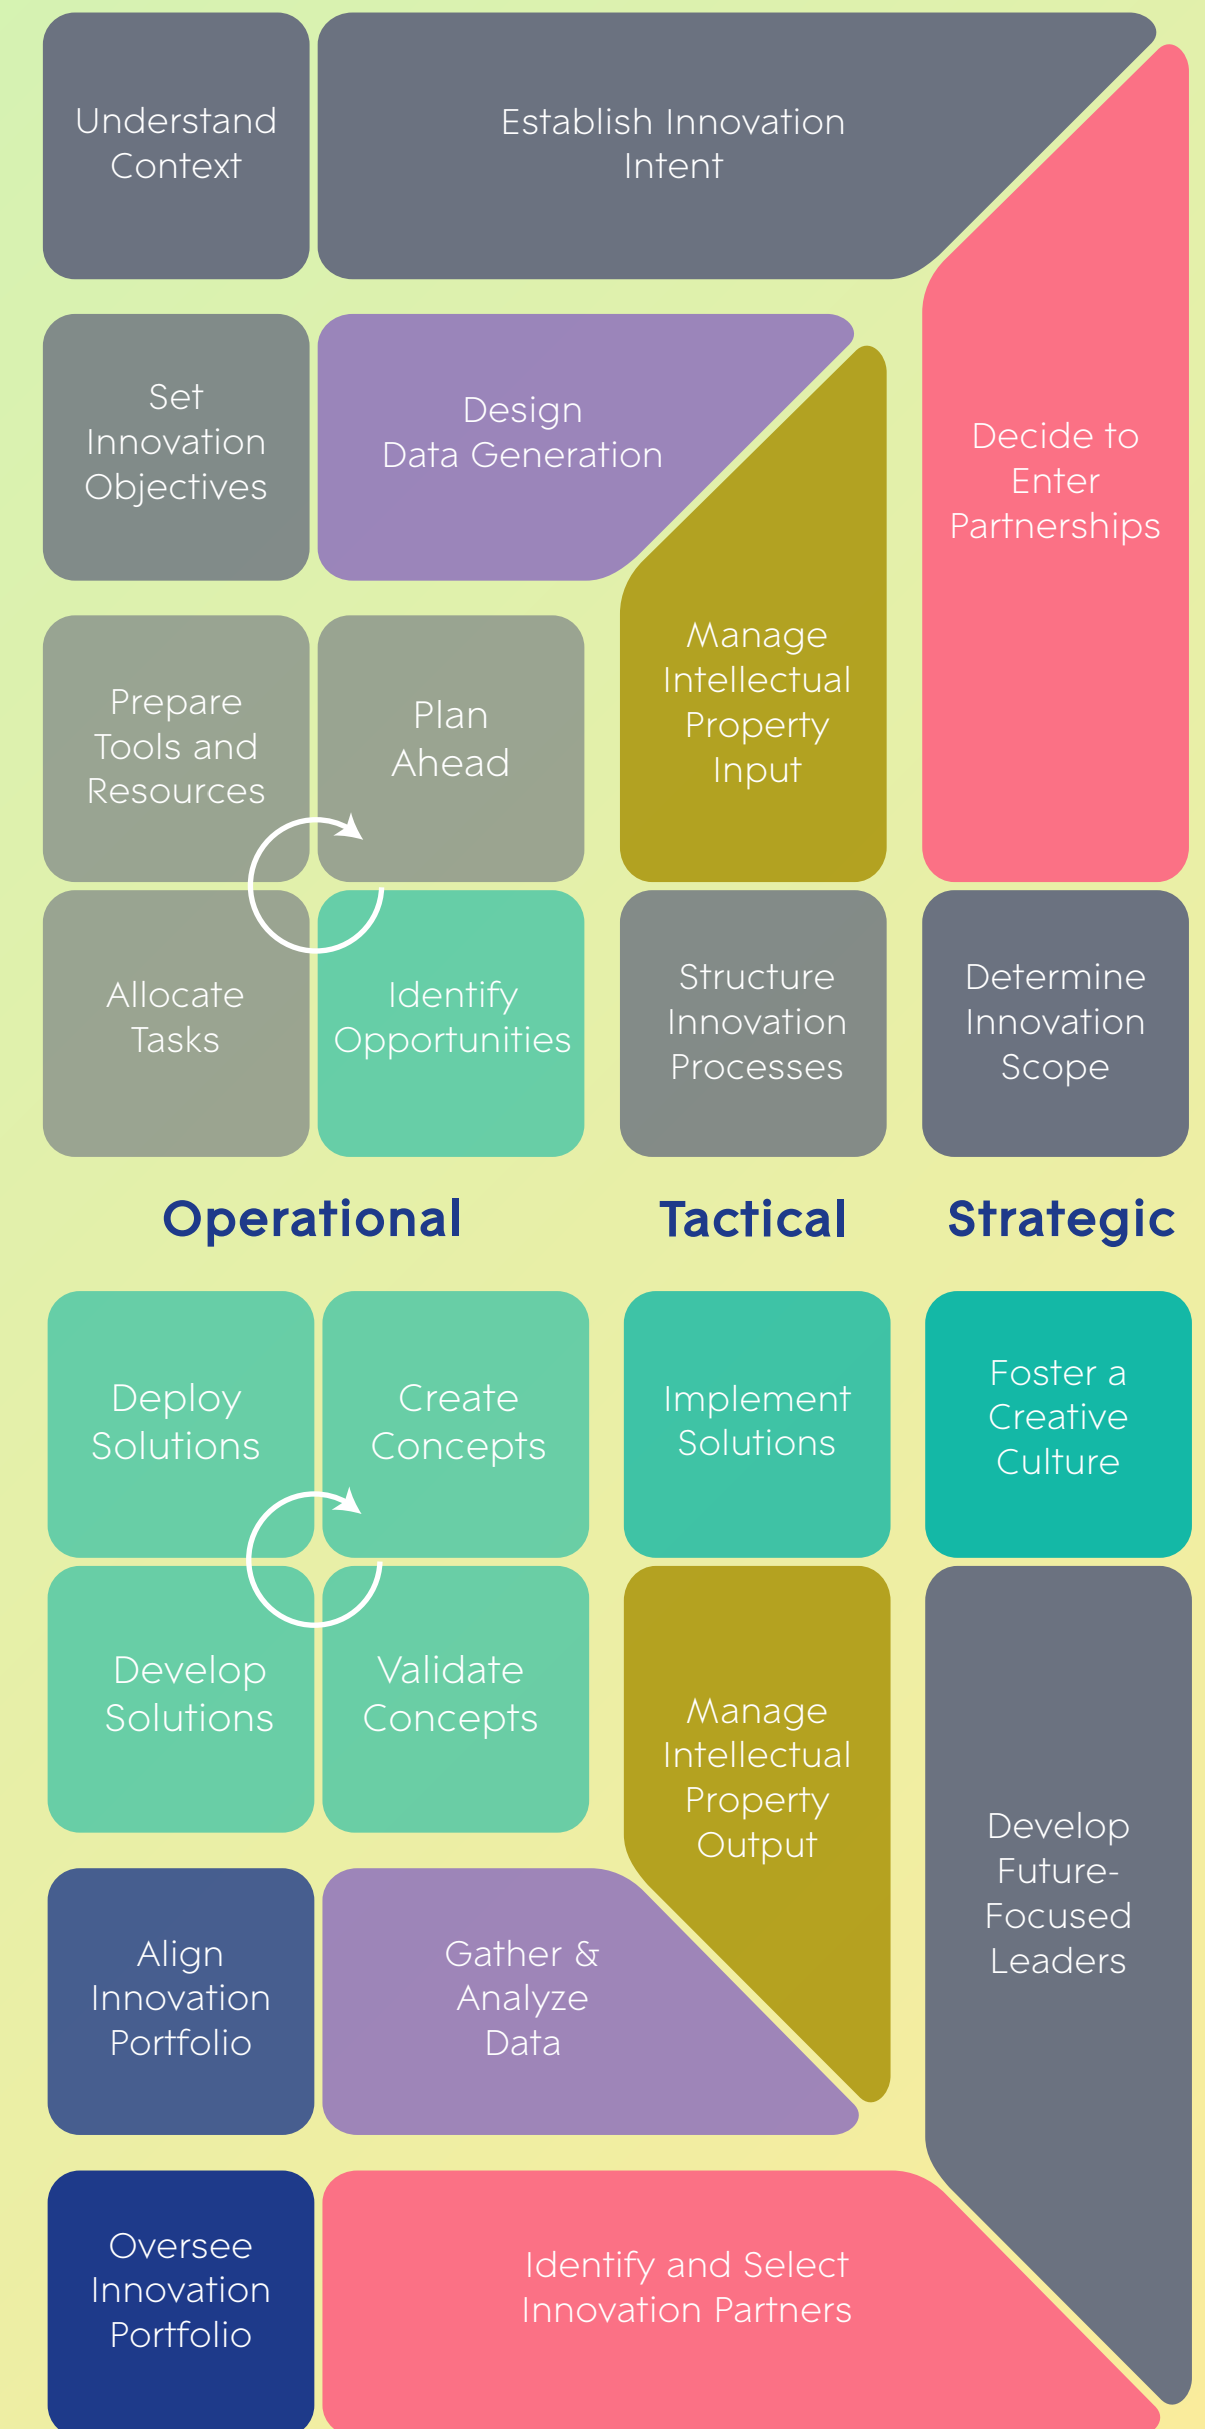 Understand
Context
Establish Innovation
Intent
Decide to
Enter
Partnerships
Set
Innovation
Objectives
Design
Data Generation
Manage
Intellectual
Property
Input
Prepare
Tools and
Resources
Plan
Ahead
Allocate
Tasks
Identify
Opportunities
Structure
Innovation
Processes
Determine
Innovation
Scope
Operational
Tactical
Strategic
Deploy
Solutions
Create
Concepts
Implement
Solutions
Foster a
Creative
Culture
Develop
Solutions
Validate
Concepts
Manage
Intellectual
Property
Output
Develop
Future-
Focused
Leaders
Align
Innovation
Portfolio
Gather &
Analyze
Data
Oversee
Innovation
Portfolio
Identify and Select
Innovation Partners